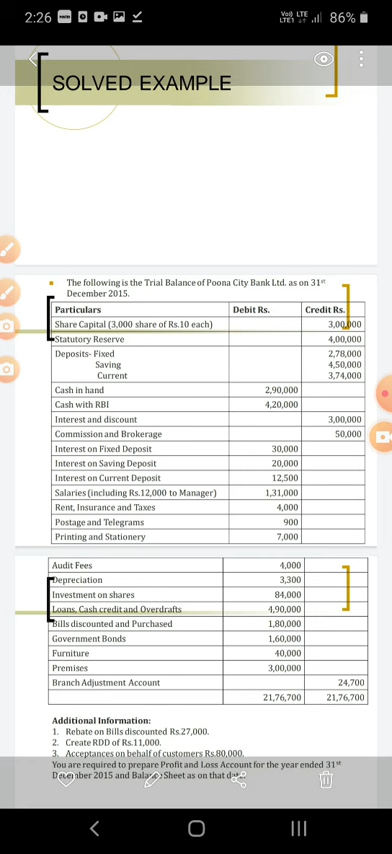 2:26
Vo)) LTE
LTE1
86%
SOLVED EXAMPLE
The following is the Trial Balance of Poona City Bank Ltd. as on 31st
December 2015.
Particulars Debit Rs. Credit Rs.
Share Capital (3,000 share of Rs.10 each) 3,00,000
Statutory Reserve 4,00,000
Deposits- Fixed 2,78,000
Saving 4,50,000
Current 3,74,000
Cash in hand 2,90,000
Cash with RBI 4,20,000
Interest and discount 3,00,000
Commission and Brokerage 50,000
Interest on Fixed Deposit 30,000
Interest on Saving Deposit 20,000
Interest on Current Deposit 12,500
Salaries (including Rs.12,000 to Manager) 1,31,000
Rent, Insurance and Taxes 4,000
Postage and Telegrams 900
Printing and Stationery 7,000
Audit Fees 4,000
Depreciation 3,300
Investment on shares 84,000
Loans, Cash credit and Overdrafts 4,90,000
Bills discounted and Purchased 1,80,000
Government Bonds 1,60,000
Furniture 40,000
Premises 3,00,000
Branch Adjustment Account 24,700
21,76,700 21,76,700
Additional Information:
1. Rebate on Bills discounted Rs.27,000.
2. Create RDD of Rs.11,000.
3. Acceptances on behalf of customers Rs.80,000.
You are required to prepare Profit and Loss Account for the year ended 31st
December 2015 and Balance Sheet as on that date.